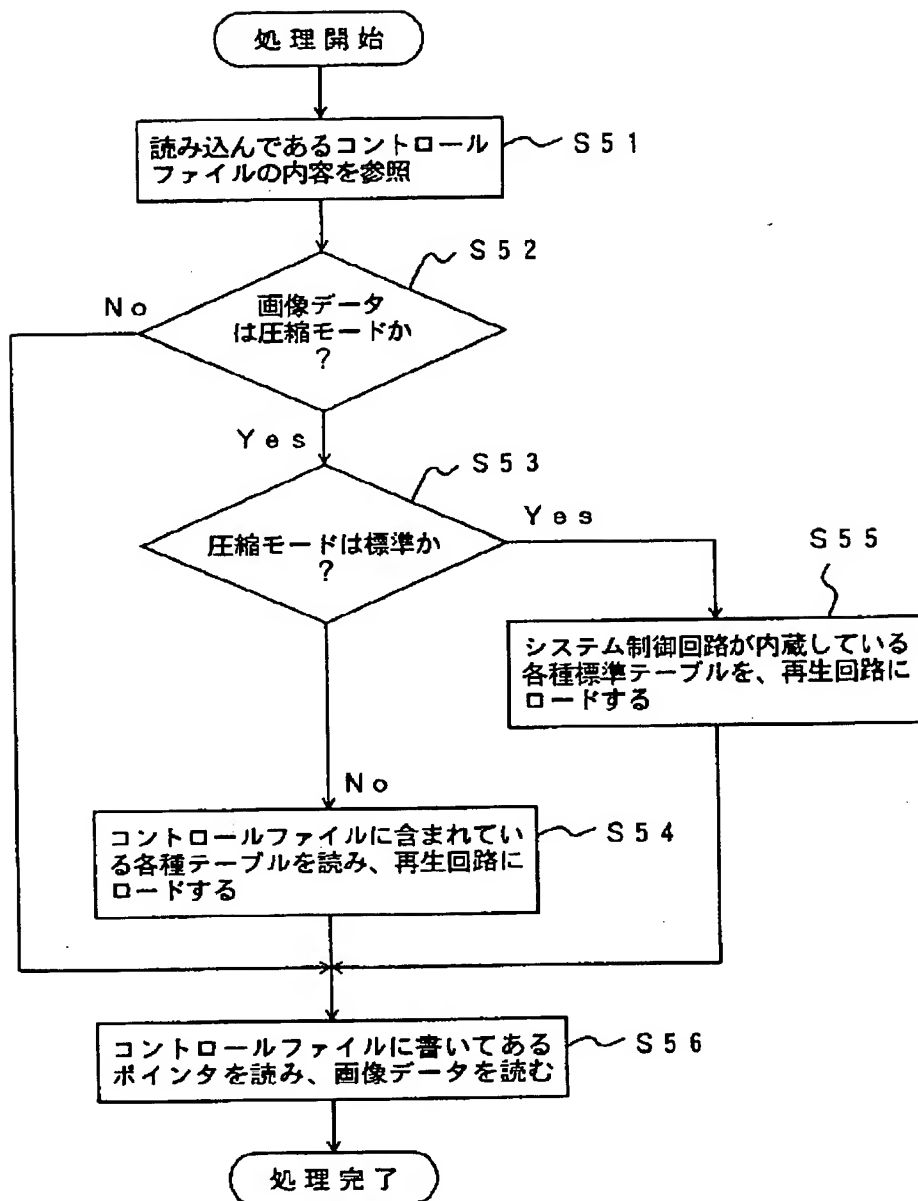 処理開始
読み込んであるコントロール
ファイルの内容を参照
S51
S52
画像データ
は圧縮モードか
?
No
Yes
S53
圧縮モードは標準か
?
Yes
S55
システム制御回路が内蔵している
各種標準テーブルを、再生回路に
ロードする
No
コントロールファイルに含まれてい
る各種テーブルを読み、再生回路に
ロードする
S54
コントロールファイルに書いてある
ポインタを読み、画像データを読む
S56
処理完了